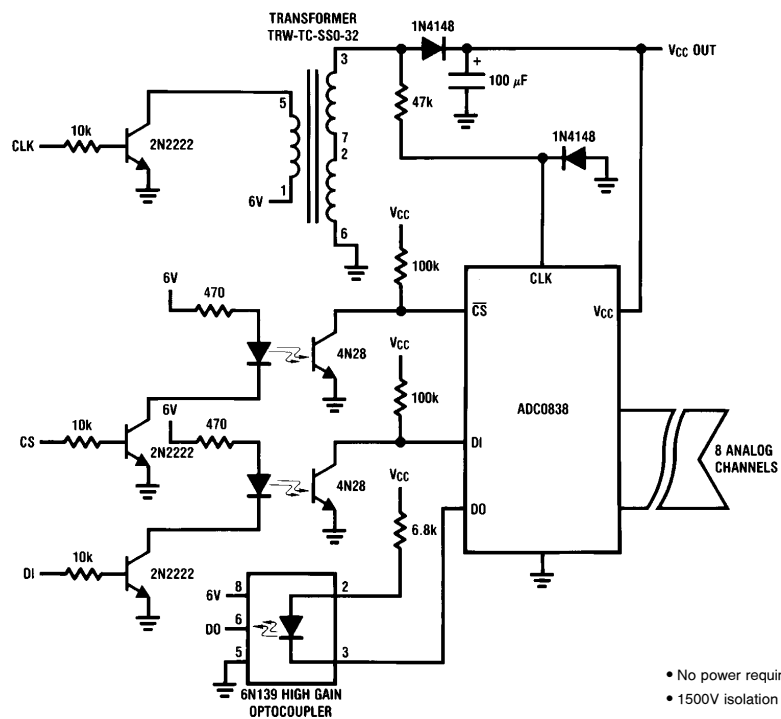 TRANSFORMER
TRW-TC-SSO-32
1N4148
3
VCC OUT
+
100 µF
5
47k
10k
CLK
2N2222
7
2
1N4148
1
6V
6
VCC
100k
CLK
6V
470
CS
VCC
4N28
VCC
100k
ADC0838
10k
6V
470
CS
2N2222
DI
8 ANALOG
CHANNELS
4N28
VCC
DO
6.8k
10k
DI
2N2222
6V
8
2
DO
6
5
3
6N139 HIGH GAIN
OPTOCOUPLER
• No power requi
• 1500V isolation